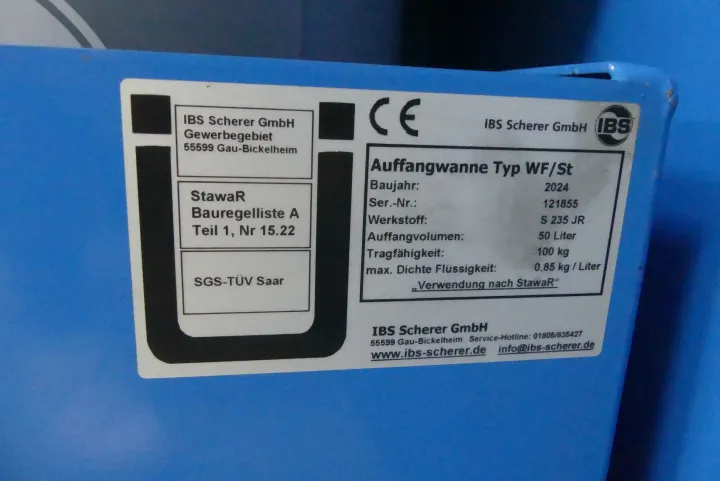 IBS Scherer GmbH
Gewerbegebiet
55599 Gau-Bickelheim
StawaR
Bauregelliste A
Teil 1, Nr 15.22
SGS-TÜV Saar
CE
IBS Scherer GmbH
IBS
Auffangwanne Typ WF/St
Baujahr: 2024
Ser.-Nr.: 121855
Werkstoff: S 235 JR
Auffangvolumen: 50 Liter
Tragfähigkeit: 100 kg
max. Dichte Flüssigkeit: 0,85 kg / Liter
„Verwendung nach StawaR"
IBS Scherer GmbH
55599 Gau-Bickelheim Service-Hotline: 01805/835427
www.ibs-scherer.de info@ibs-scherer.de